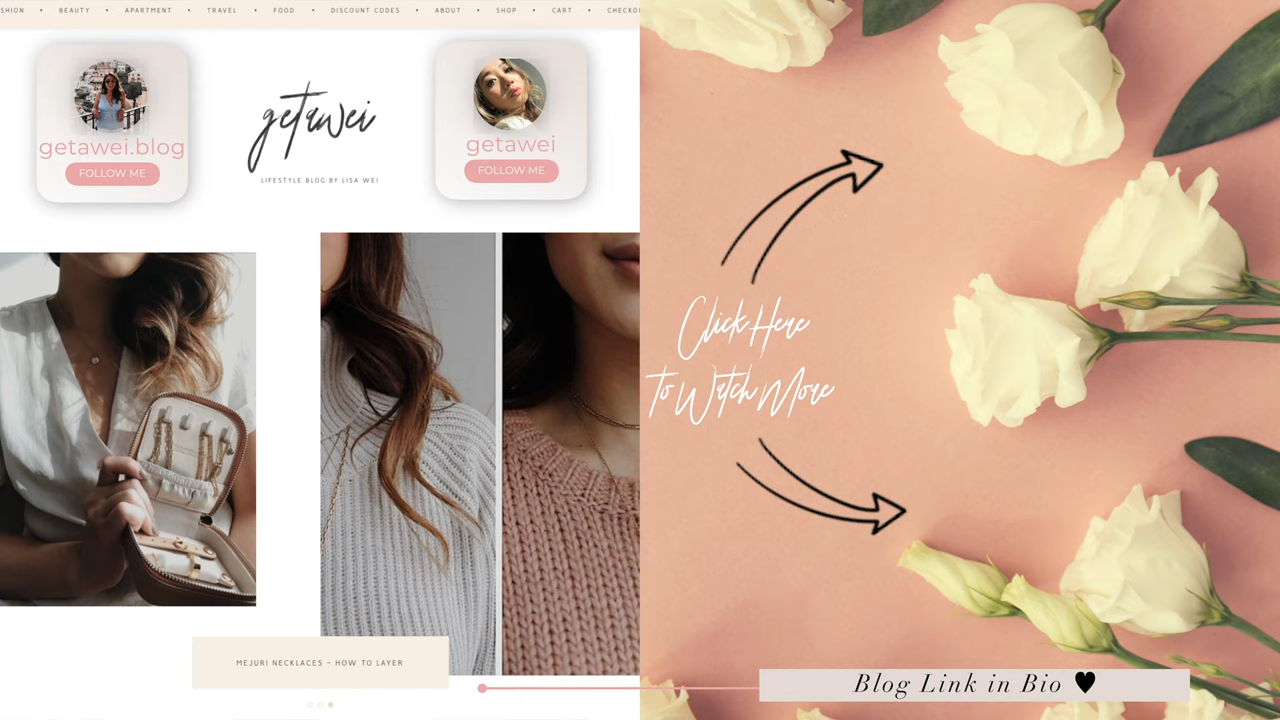 SHION • BEAUTY • APARTMENT • TRAVEL • FOOD • DISCOUNT CODES • ABOUT • SHOP • CART • CHECKO
getawei.blog
FOLLOW ME
getawei
LIFESTYLE BLOG BY LISA WEI
getawei
FOLLOW ME
Click Here
To Watch More
MEJURI NECKLACES – HOW TO LAYER
Blog Link in Bio ♥